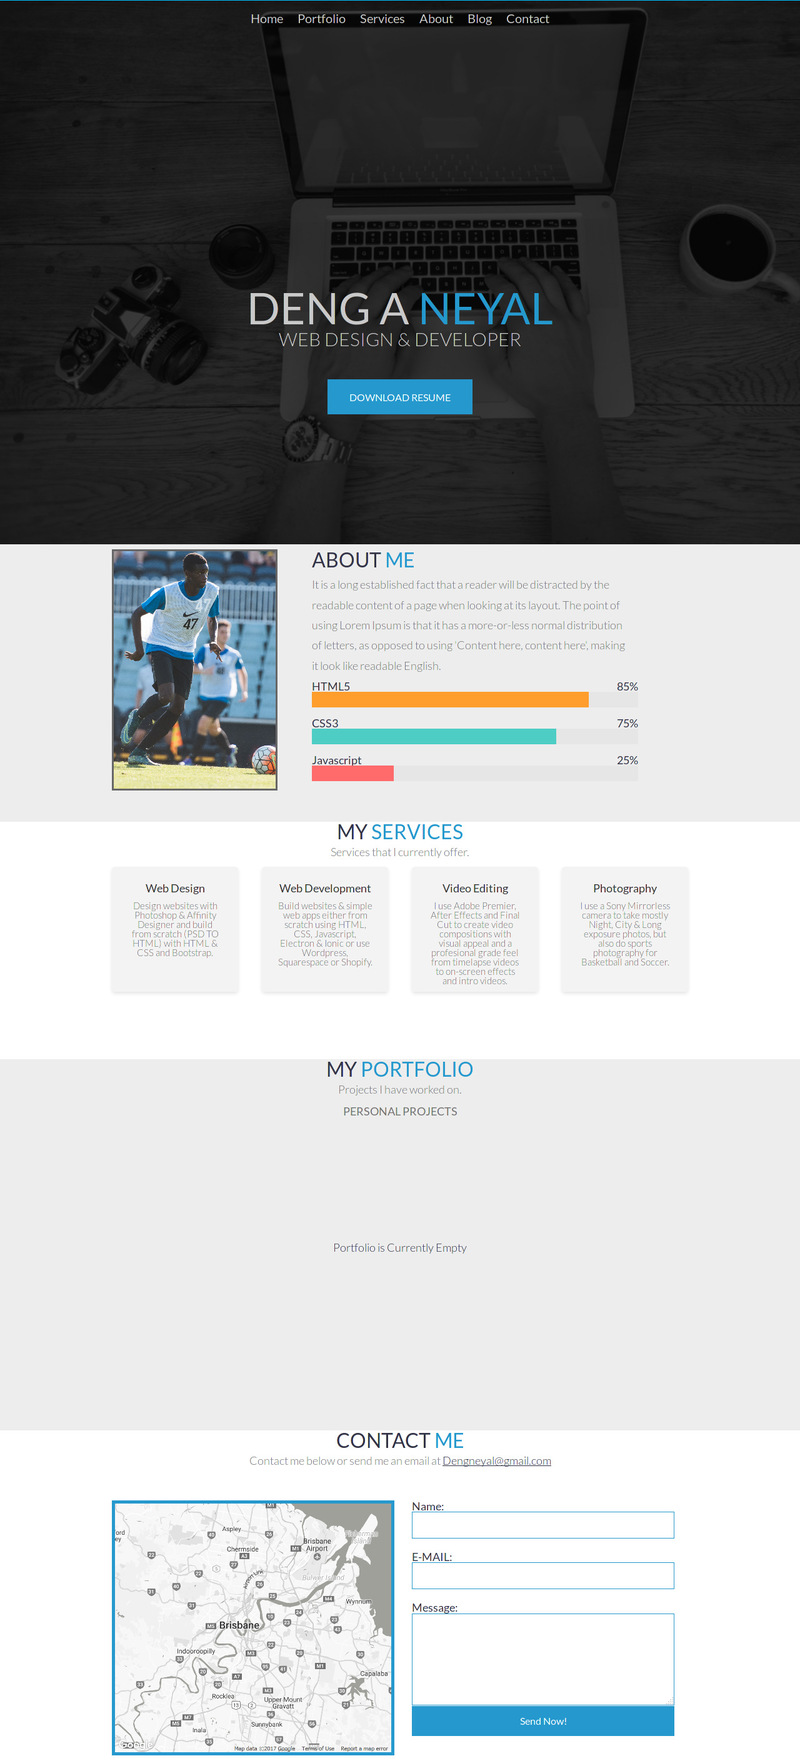 Home Portfolio Services About Blog Contact
DENG A NEYAL
WEB DESIGN & DEVELOPER
DOWNLOAD RESUME
47
47
ABOUT ME
It is a long established fact that a reader will be distracted by the
readable content of a page when looking at its layout. The point of
using Lorem Ipsum is that it has a more-or-less normal distribution
of letters, as opposed to using 'Content here, content here', making
it look like readable English.
HTML5 85%
CSS3 75%
Javascript 25%
MY SERVICES
Services that I currently offer.
Web Design
Design websites with
Photoshop & Affinity
Designer and build
from scratch (PSD TO
HTML) with HTML &
CSS and Bootstrap.
Web Development
Build websites & simple
web apps either from
scratch using HTML,
CSS, Javascript,
Electron & Ionic or use
Wordpress,
Squarespace or Shopify.
Video Editing
I use Adobe Premier,
After Effects and Final
Cut to create video
compositions with
visual appeal and a
profesional grade feel
from timelapse videos
to on-screen effects
and intro videos.
Photography
I use a Sony Mirrorless
camera to take mostly
Night, City & Long
exposure photos, but
also do sports
photography for
Basketball and Soccer.
MY PORTFOLIO
Projects I have worked on.
PERSONAL PROJECTS
Portfolio is Currently Empty
CONTACT ME
Contact me below or send me an email at Dengneyal@gmail.com
Aspley
Chermside
Brisbane
Airport
Fisherman
Island
Bulwer Island
Wynnum
Brisbane
Indooroopilly
Capalaba
Rocklea
Upper Mount
Gravatt
Inala
Sunnybank
Google
Map data ©2017 Google Terms of Use Report a map error
Name:
E-MAIL:
Message:
Send Now!